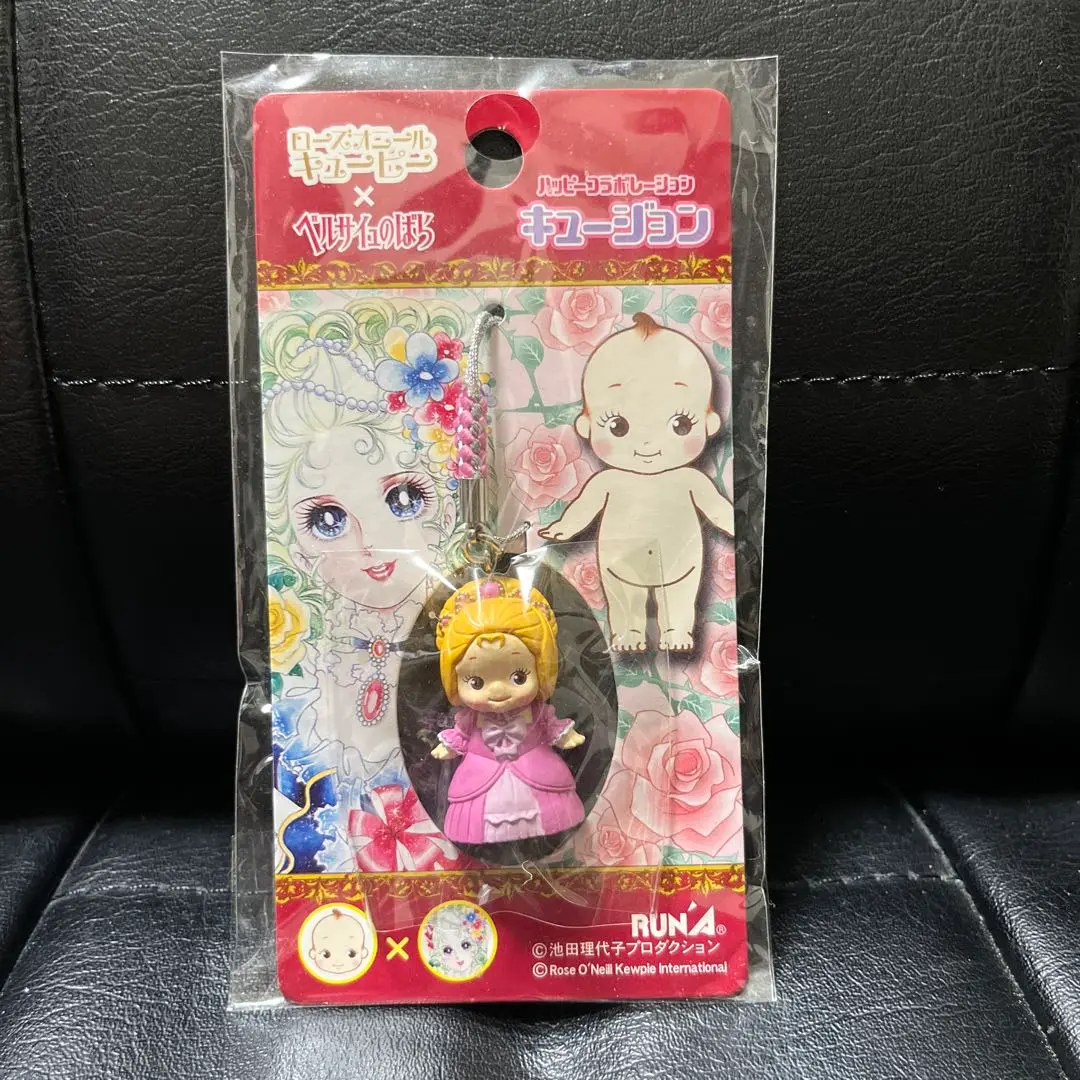 ローズオニール
キューピー
×
ベルサイユのばら
ハッピーコラボレーション
キュージョン
×
RUN'A®
©池田理代子プロダクション
©Rose O'Neill Kewpie International